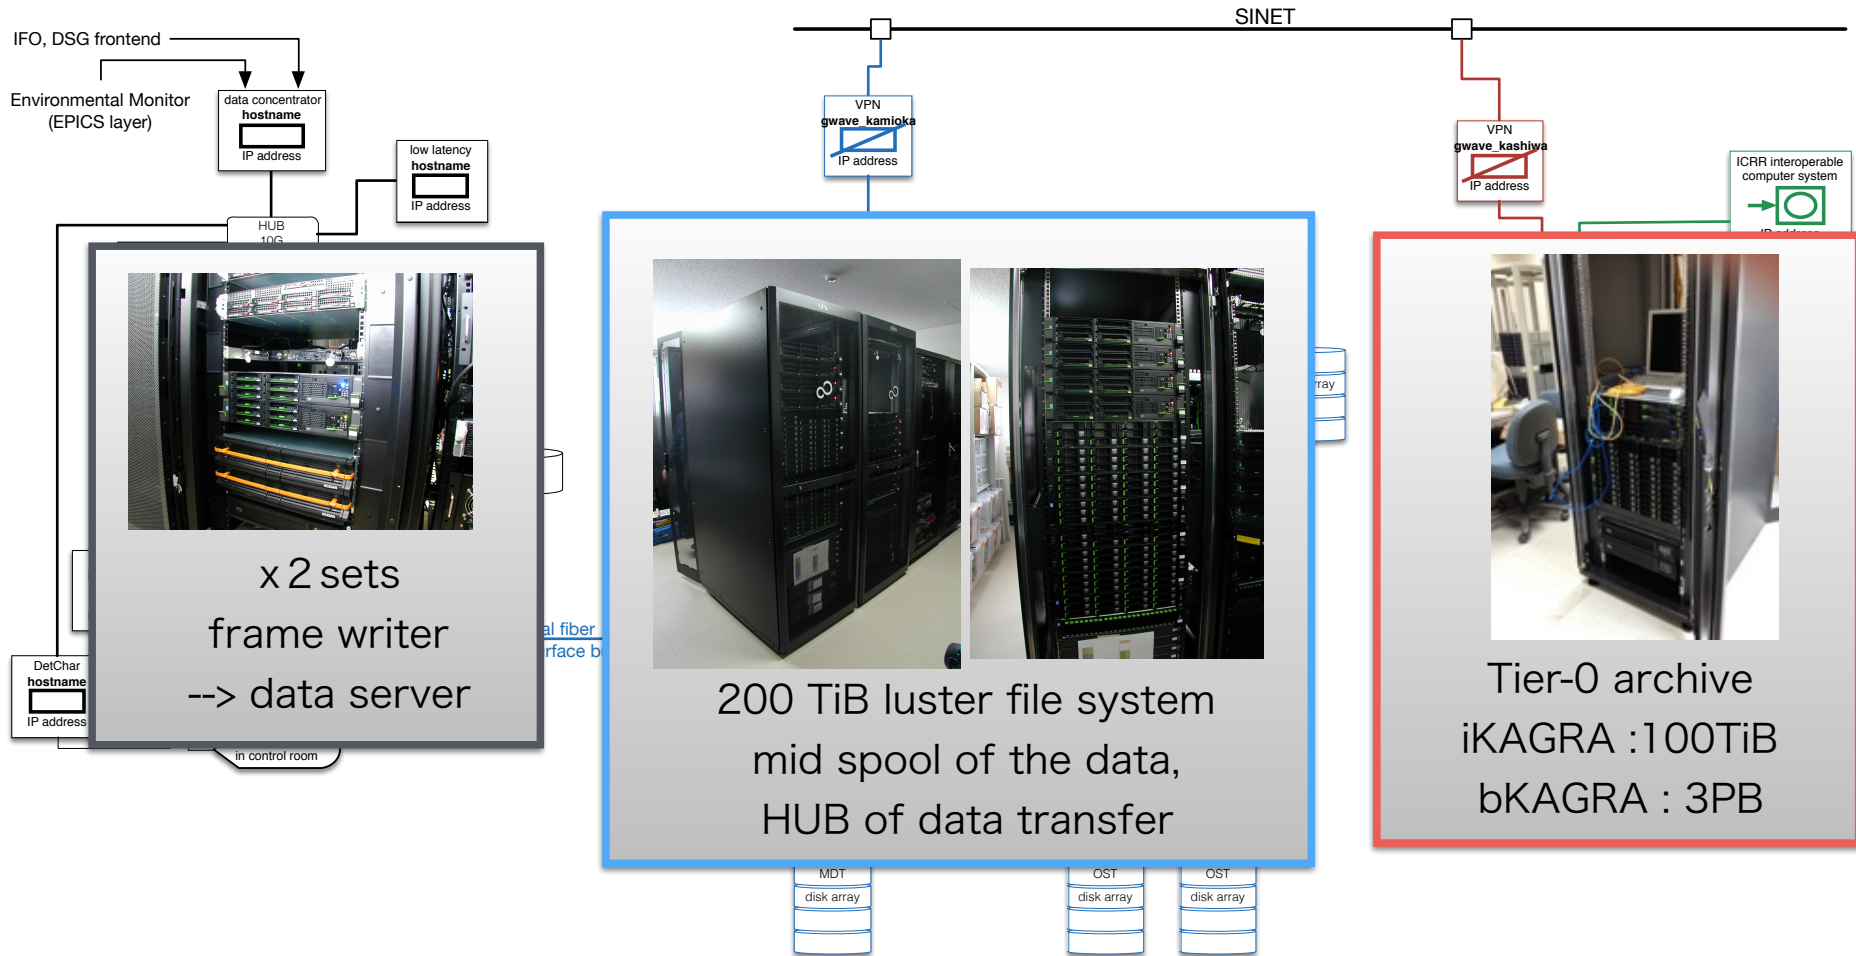 SINET
IFO, DSG frontend
Environmental Monitor
(EPICS layer)
data concentrator
hostname
IP address
low latency
hostname
IP address
HUB
10G
VPN
gwave_kamioka
IP address
VPN
gwave_kashiwa
IP address
ICRR interoperable
computer system
IP address
x 2 sets
frame writer
--> data server
DetChar
hostname
IP address
in control room
al fiber
rface b
200 TiB luster file system
mid spool of the data,
HUB of data transfer
rray
Tier-0 archive
iKAGRA :100TiB
bKAGRA : 3PB
MDT
disk array
OST
disk array
OST
disk array